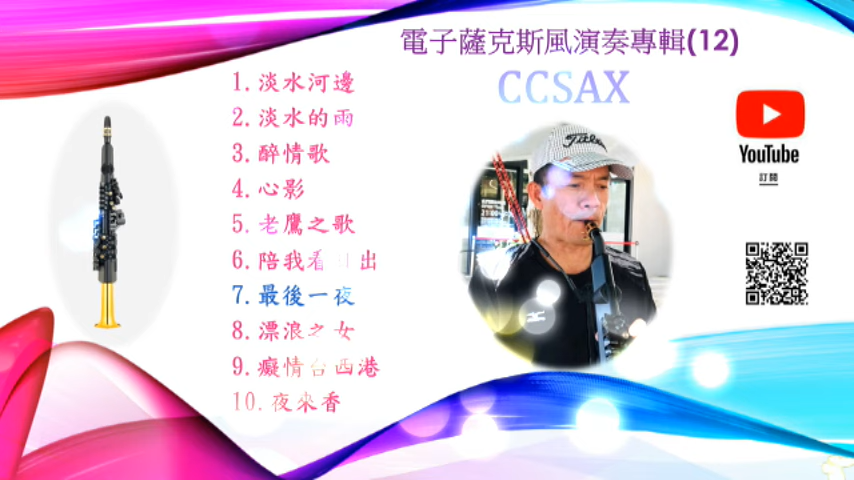 電子薩克斯風演奏專輯(12)
CCSAX
1.淡水河邊
2.淡水的雨
3.醉情歌
4.心影
5.老鷹之歌
6.陪我看日出
7.最後一夜
8.漂浪之女
9.癡情台西港
10.夜來香
YouTube
訂閱
Titleist